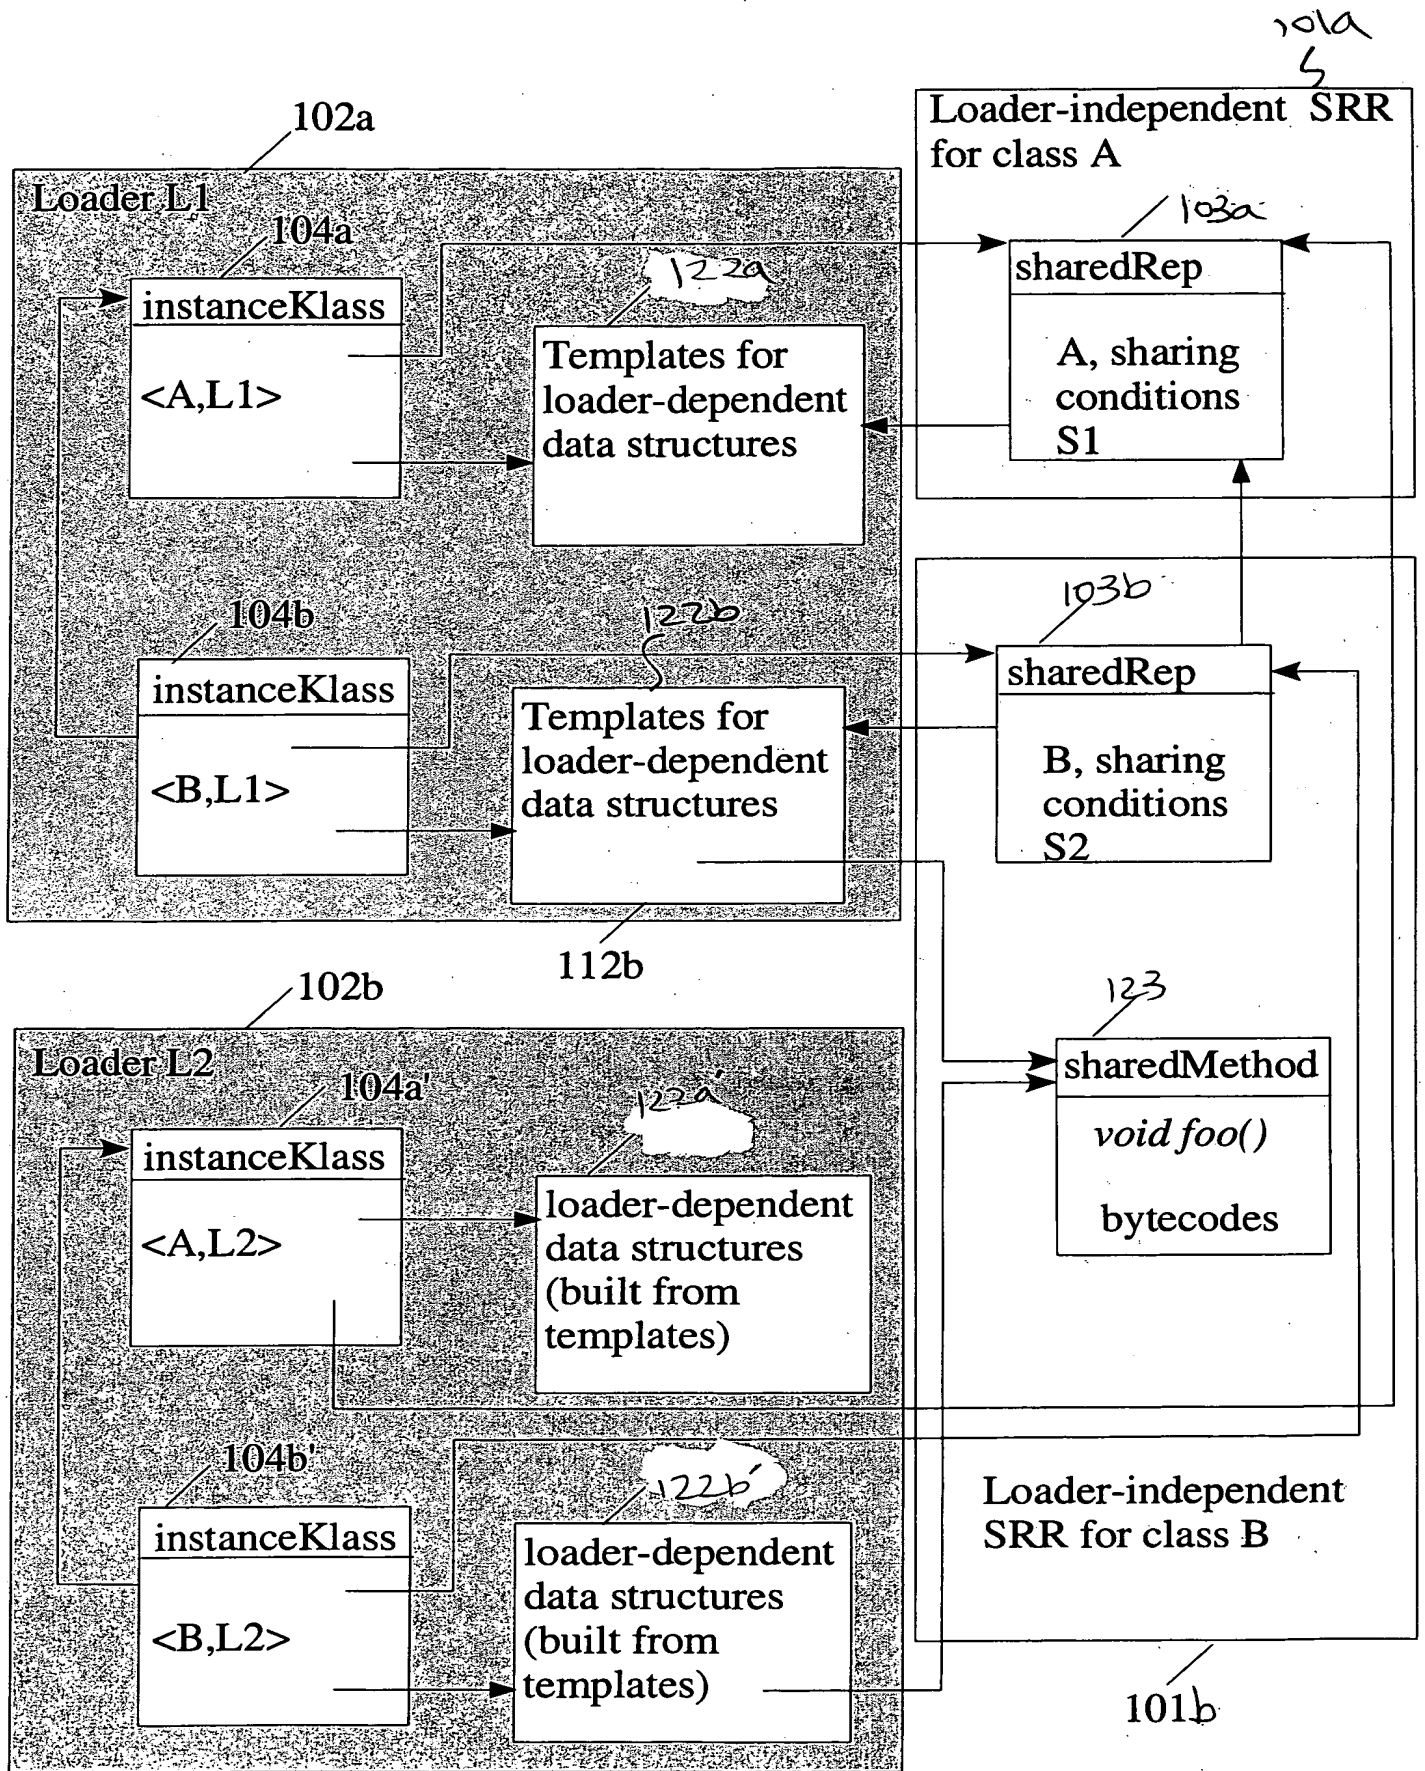 101a
Loader-independent SRR
for class A
102a
Loader L1
103a
104a
122a
sharedRep
instanceKlass
Templates for
loader-dependent
data structures
A, sharing
conditions
S1
<A,L1>
103b
104b
122b
sharedRep
instanceKlass
Templates for
loader-dependent
data structures
B, sharing
conditions
S2
<B,L1>
112b
102b
123
Loader L2
sharedMethod
104a'
122a'
void foo()
instanceKlass
bytecodes
loader-dependent
data structures
(built from
templates)
<A,L2>
104b'
122b'
Loader-independent
SRR for class B
instanceKlass
loader-dependent
data structures
(built from
templates)
<B,L2>
101b